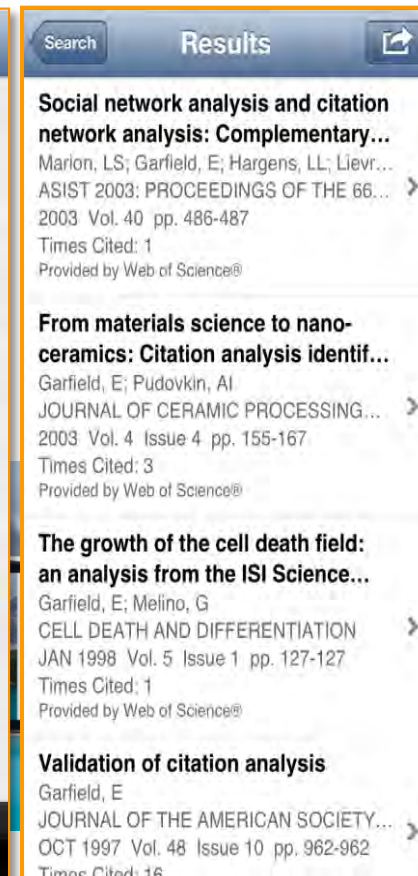 Search
Results
Social network analysis and citation
network analysis: Complementary…
Marion, LS; Garfield, E; Hargens, LL; Lievr…
ASIST 2003: PROCEEDINGS OF THE 66…
2003 Vol. 40 pp. 486-487
Times Cited: 1
Provided by Web of Science®
From materials science to nano-
ceramics: Citation analysis identif…
Garfield, E; Pudovkin, AI
JOURNAL OF CERAMIC PROCESSING…
2003 Vol. 4 Issue 4 pp. 155-167
Times Cited: 3
Provided by Web of Science®
The growth of the cell death field:
an analysis from the ISI Science…
Garfield, E; Melino, G
CELL DEATH AND DIFFERENTIATION
JAN 1998 Vol. 5 Issue 1 pp. 127-127
Times Cited: 1
Provided by Web of Science®
Validation of citation analysis
Garfield, E
JOURNAL OF THE AMERICAN SOCIETY…
OCT 1997 Vol. 48 Issue 10 pp. 962-962
Times Cited: 16